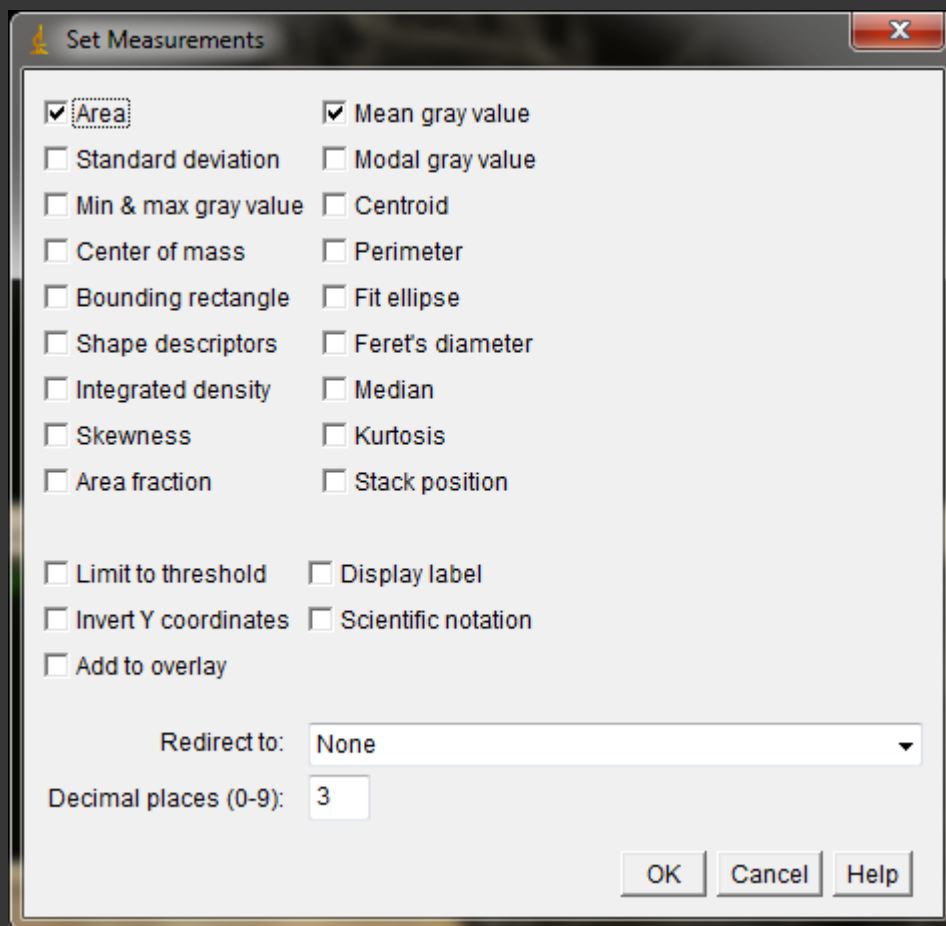 Set Measurements
Area Mean gray value
Standard deviation Modal gray value
Min & max gray value Centroid
Center of mass Perimeter
Bounding rectangle Fit ellipse
Shape descriptors Feret's diameter
Integrated density Median
Skewness Kurtosis
Area fraction Stack position
Limit to threshold Display label
Invert Y coordinates Scientific notation
Add to overlay
Redirect to: None
Decimal places (0-9): 3
OK Cancel Help